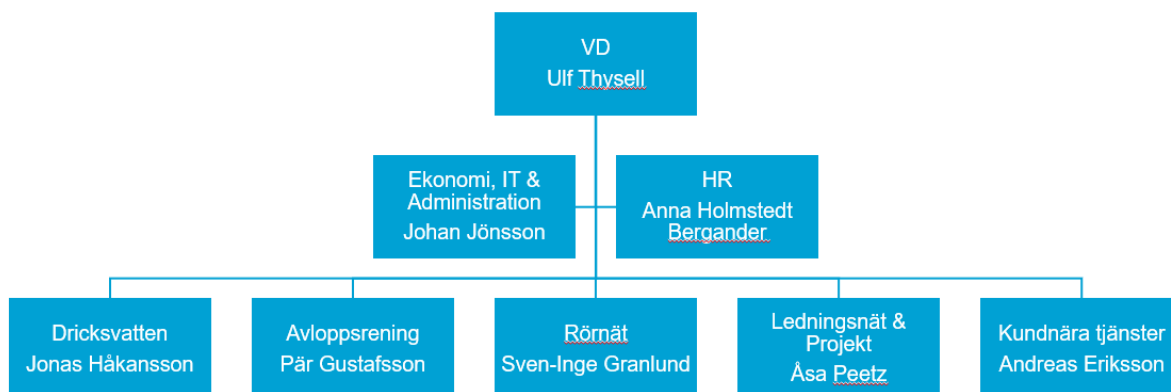 VD
Ulf Thysell
Ekonomi, IT &
Administration
Johan Jönsson
HR
Anna Holmstedt
Bergander
Dricksvatten
Jonas Håkansson
Avloppsrening
Pär Gustafsson
Rörnät
Sven-Inge Granlund
Ledningsnät &
Projekt
Åsa Peetz
Kundnära tjänster
Andreas Eriksson